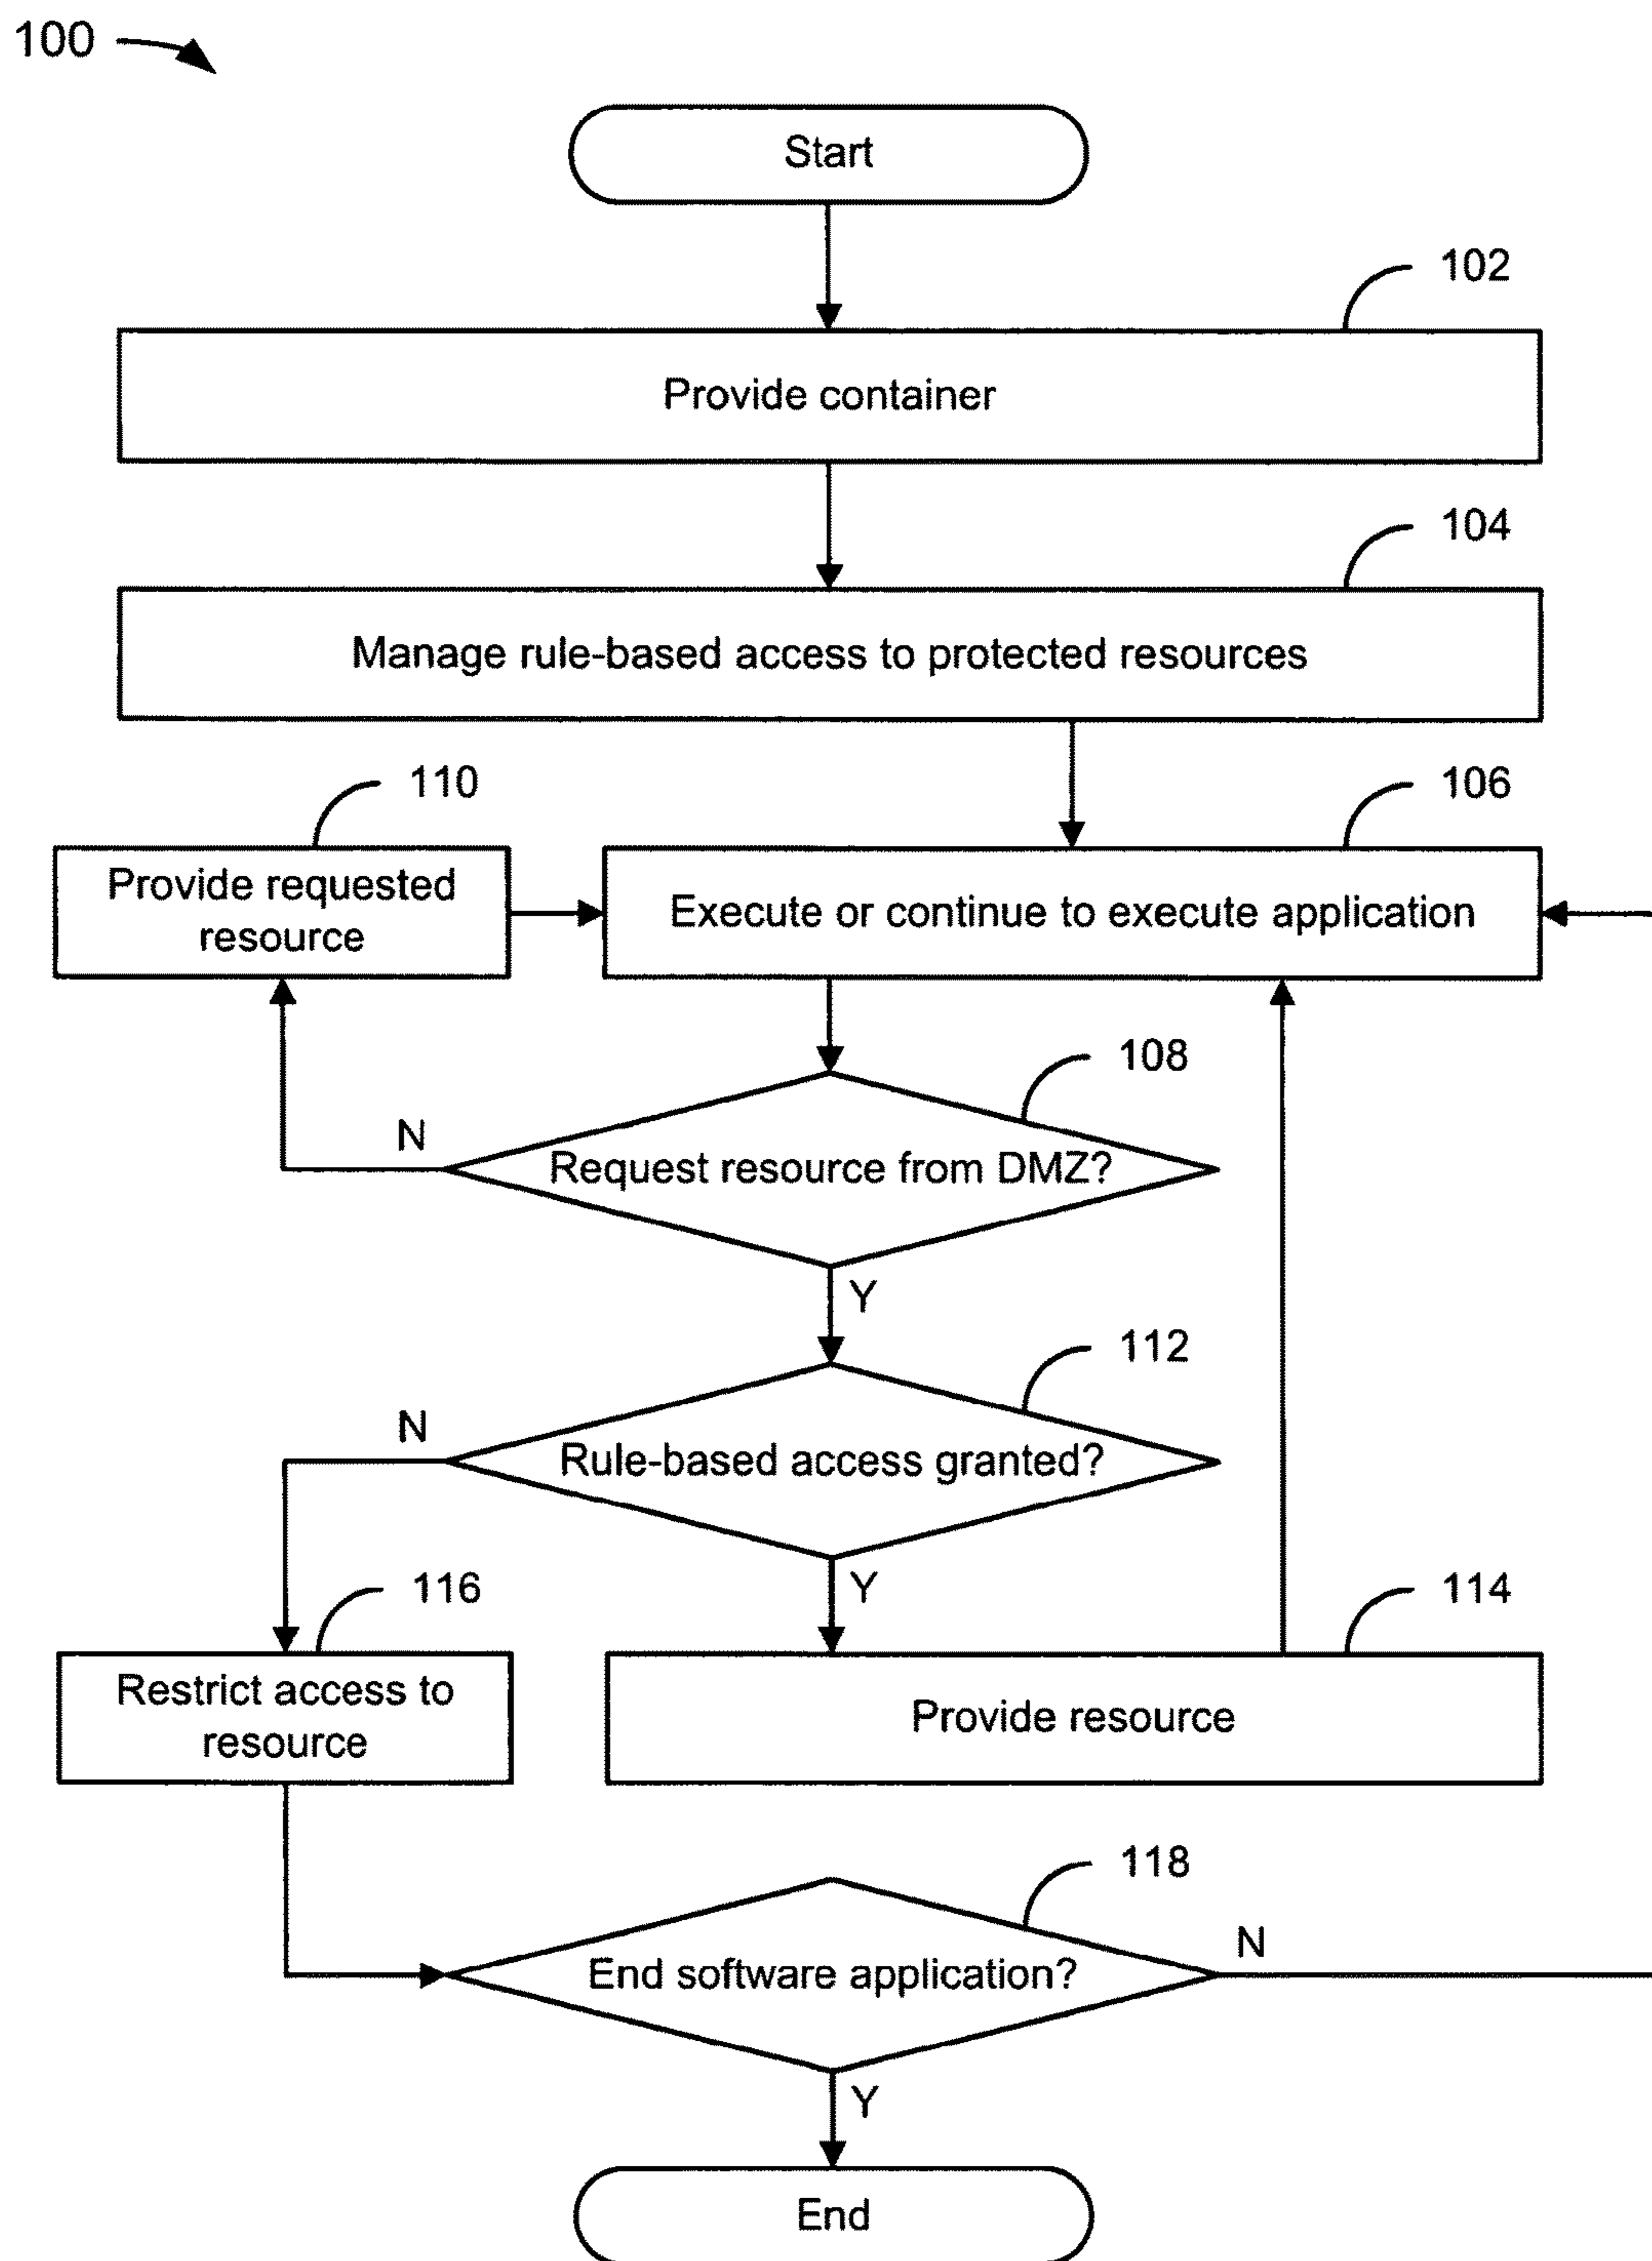 100
Start
102
Provide container
104
Manage rule-based access to protected resources
110
106
Provide requested
resource
Execute or continue to execute application
108
N
Request resource from DMZ?
Y
112
N
Rule-based access granted?
Y
116
114
Restrict access to
resource
Provide resource
118
N
End software application?
Y
End